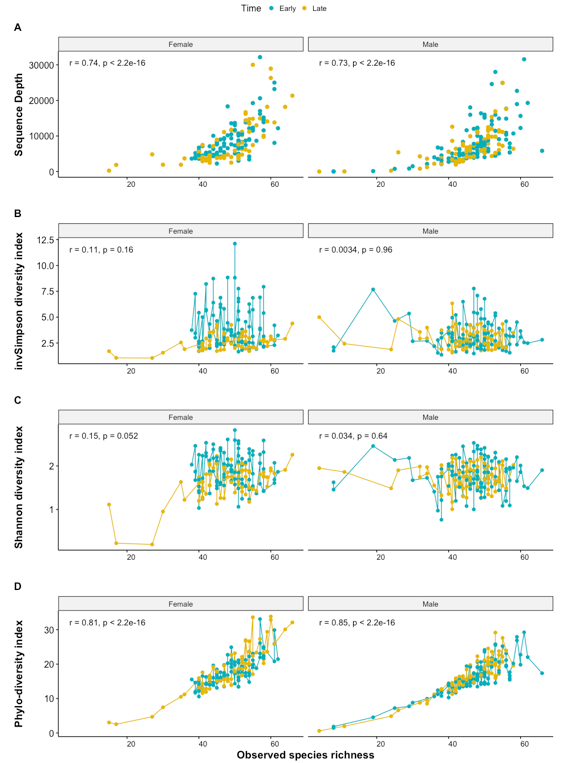 Time Early Late
A
Female Male
r = 0.74, p < 2.2e-16 r = 0.73, p < 2.2e-16
Sequence Depth
30000
20000
10000
0
20 40 60 20 40 60
B
Female Male
r = 0.11, p = 0.16 r = 0.0034, p = 0.96
invSimpson diversity index
12.5
10.0
7.5
5.0
2.5
20 40 60 20 40 60
C
Female Male
r = 0.15, p = 0.052 r = 0.034, p = 0.64
Shannon diversity index
2
1
20 40 60 20 40 60
D
Female Male
r = 0.81, p < 2.2e-16 r = 0.85, p < 2.2e-16
Phylo-diversity index
30
20
10
0
20 40 60 20 40 60
Observed species richness